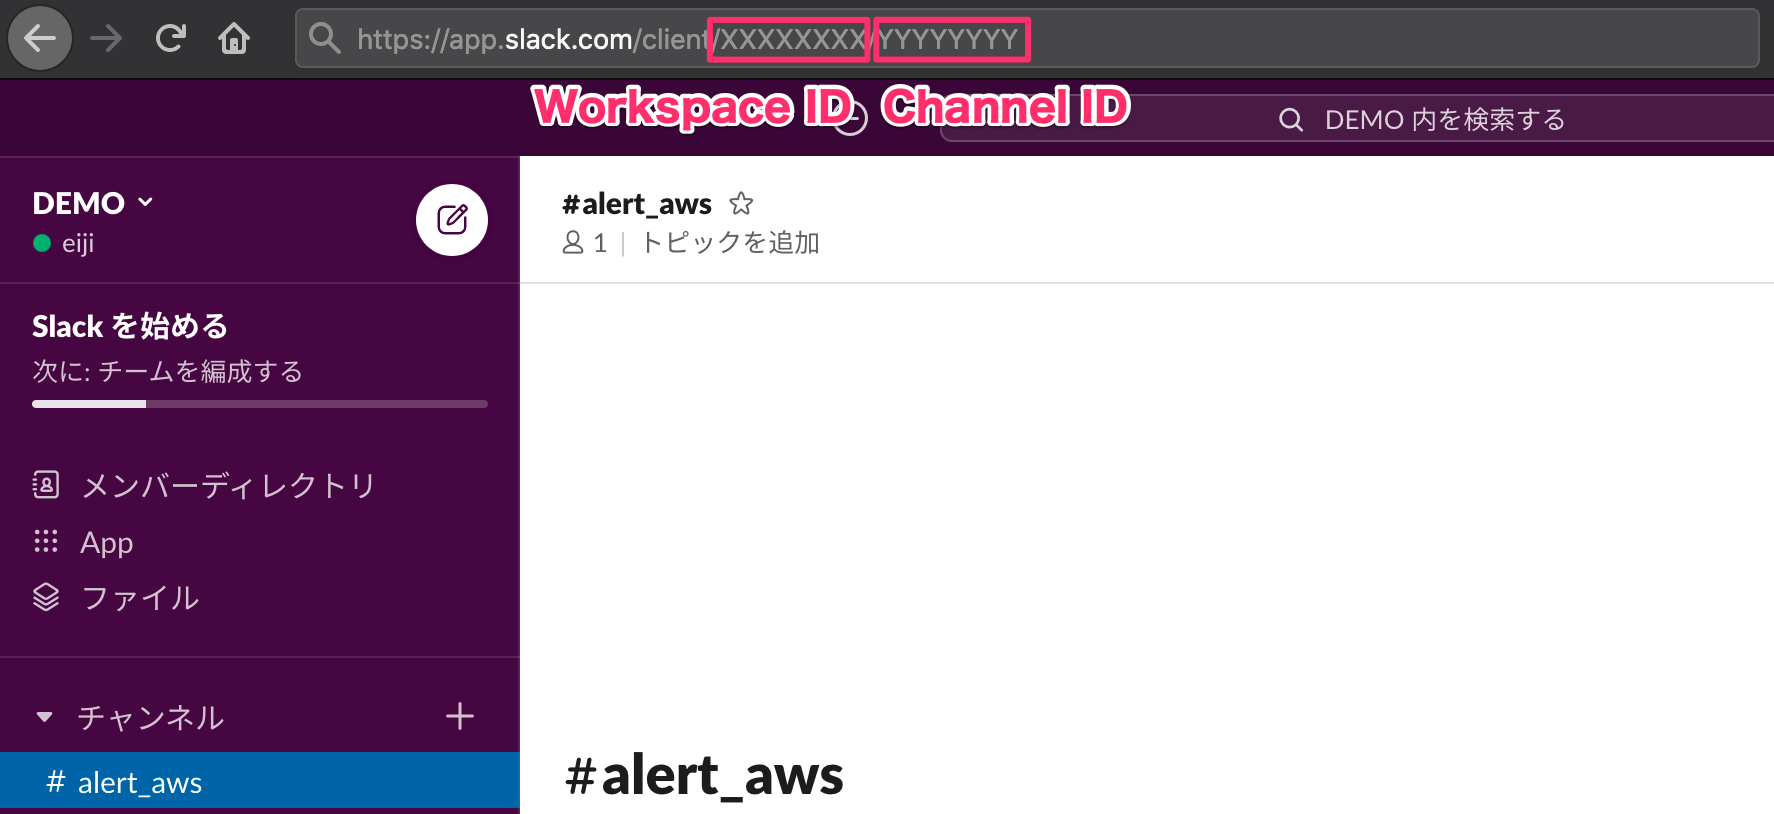 https://app.slack.com/client/XXXXXXXX/YYYYYYYY
Workspace ID Channel ID
DEMO 内を検索する
DEMO
eiji
Slack を始める
次に: チームを編成する
メンバーディレクトリ
App
ファイル
チャンネル
# alert_aws
#alert_aws
1 | トピックを追加
#alert_aws